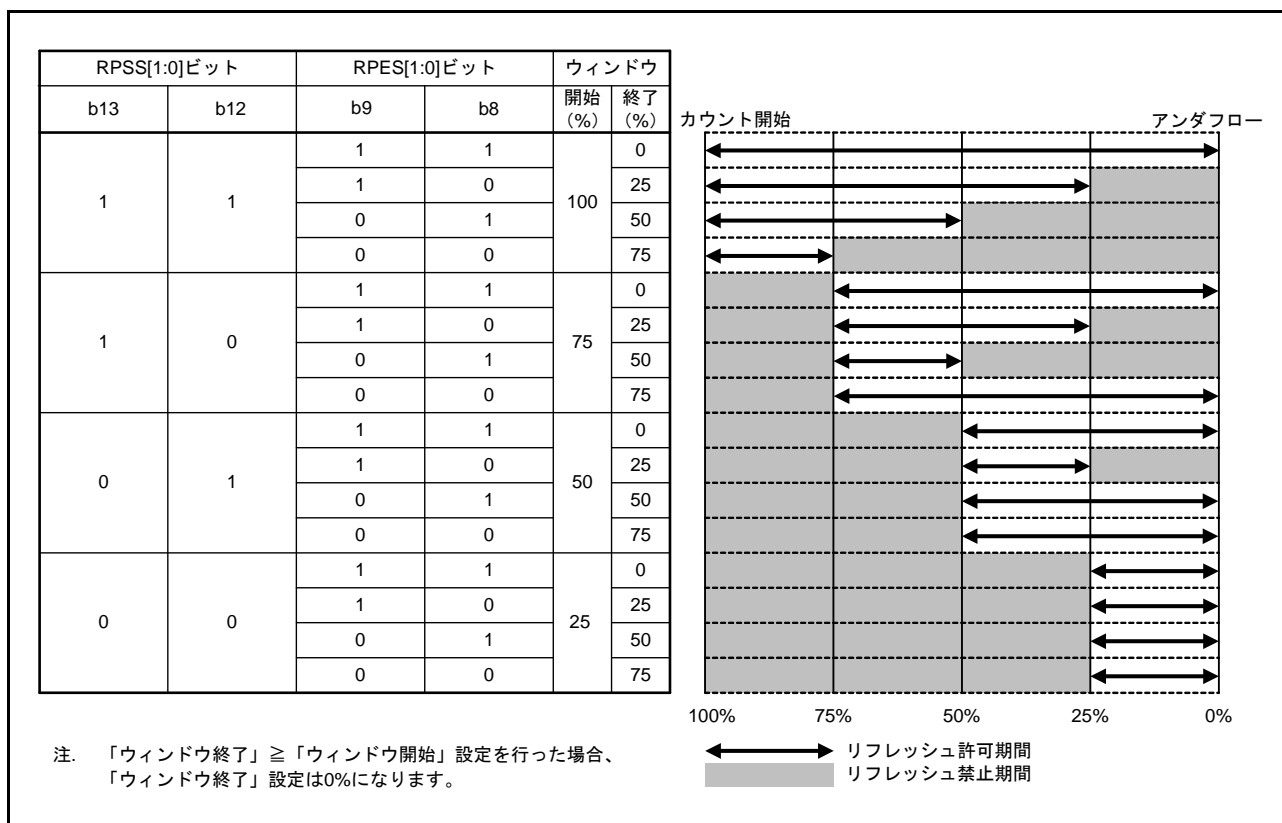 RPSS[1:0]ビット RPES[1:0]ビット ウィンドウ
b13 b12 b9 b8 開始(%) 終了(%)
カウント開始 アンダフロー
1 1 1 1 100 0
1 0 25
0 1 50
0 0 75
1 0 1 1 75 0
1 0 25
0 1 50
0 0 75
0 1 1 1 50 0
1 0 25
0 1 50
0 0 75
0 0 1 1 25 0
1 0 25
0 1 50
0 0 75
100% 75% 50% 25% 0%
リフレッシュ許可期間
リフレッシュ禁止期間
注. 「ウィンドウ終了」≧「ウィンドウ開始」設定を行った場合、
「ウィンドウ終了」設定は0%になります。